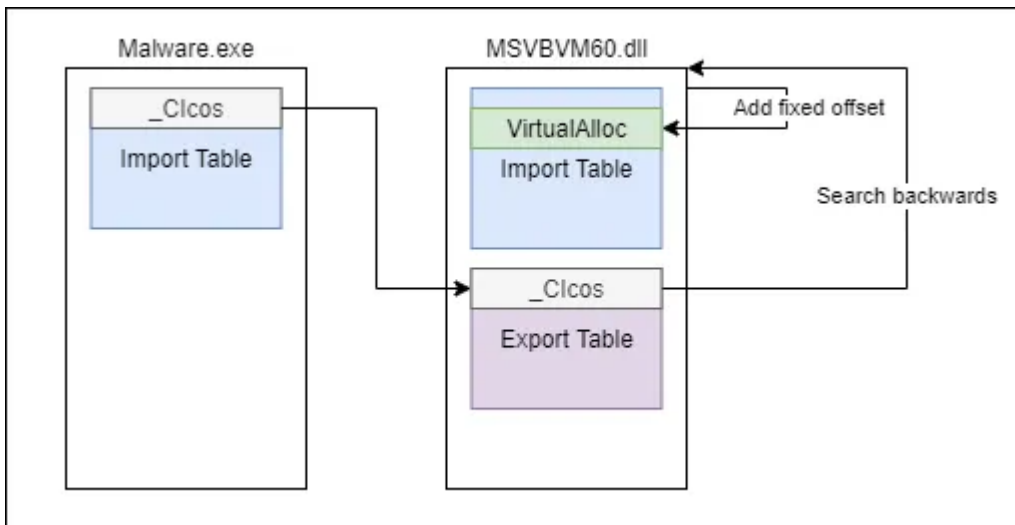 Malware.exe
_CIcos
Import Table
MSVBVM60.dll
VirtualAlloc
Import Table
_CIcos
Export Table
Add fixed offset
Search backwards